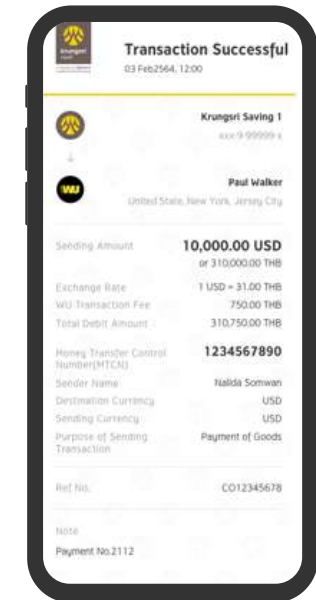 krungsri
Transaction Successful
03 Feb2564, 12:00
Krungsri Saving 1
xxx-9-99999-x
WU
Paul Walker
United State, New York, Jersey City
Sending Amount 10,000.00 USD
or 310,000.00 THB
Exchange Rate 1 USD = 31.00 THB
WU Transaction Fee 750.00 THB
Total Debit Amount 310,750.00 THB
Money Transfer Control 1234567890
Number(MTCN)
Sender Name Nalida Somwan
Destination Currency USD
Sending Currency USD
Purpose of Sending Payment of Goods
Transaction
Ref No. CO12345678
Note
Payment No.2112